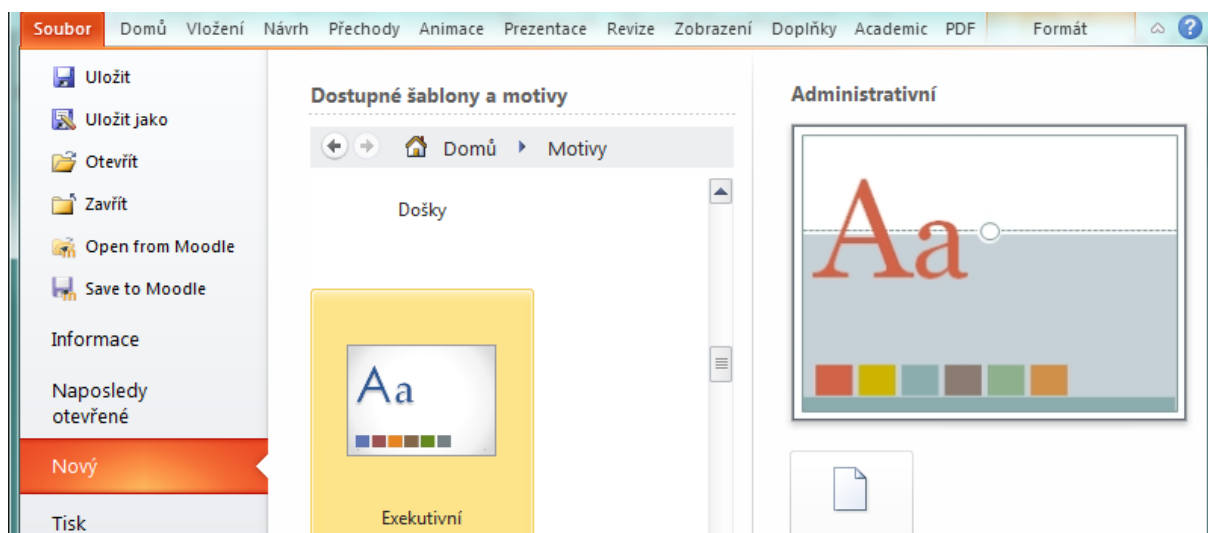 Soubor Domů Vložení Návrh Přechody Animace Prezentace Revize Zobrazení Doplňky Academic PDF Formát
Uložit
Uložit jako
Otevřít
Zavřít
Open from Moodle
Save to Moodle
Informace
Naposledy
otevřené
Nový
Tisk
Dostupné šablony a motivy
Domů Motivy
Došky
Aa
Exekutivní
Administrativní
Aa